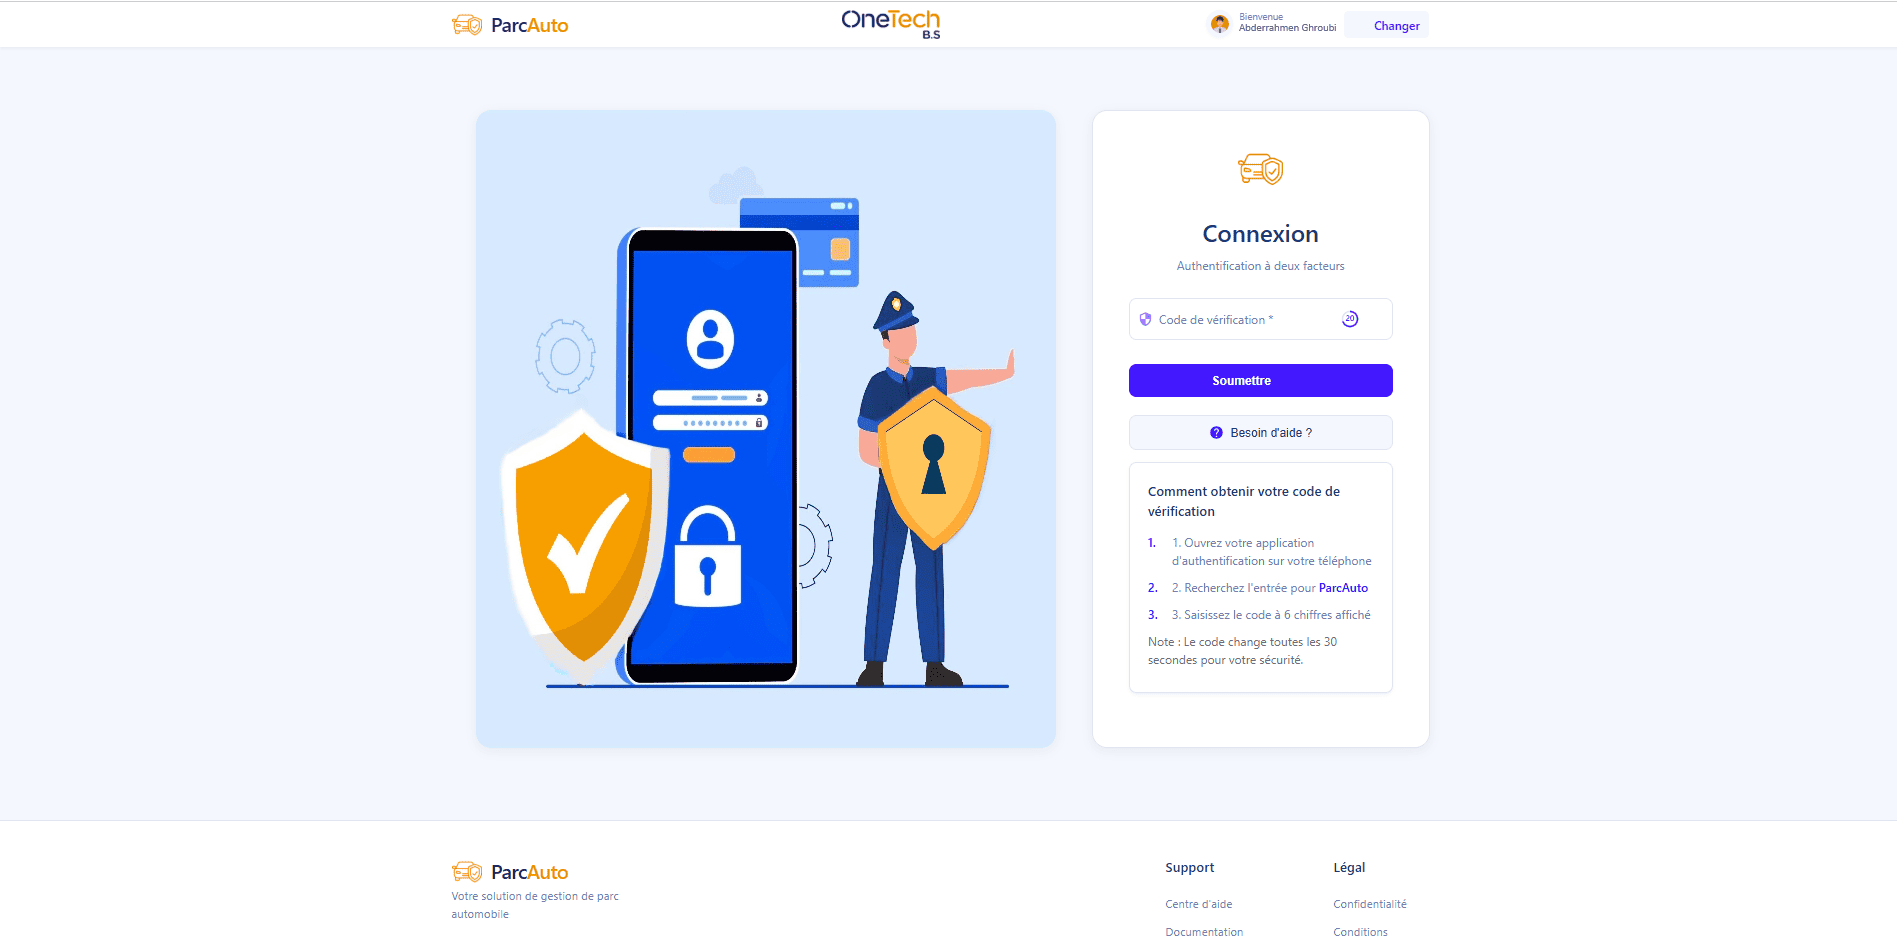 ParcAuto
OneTech
B.S
Bienvenue
Abderrahmen Ghroubi
Changer
Connexion
Authentification à deux facteurs
Code de vérification *
20
Soumettre
Besoin d'aide ?
Comment obtenir votre code de
vérification
1. 1. Ouvrez votre application
d'authentification sur votre téléphone
2. 2. Recherchez l'entrée pour ParcAuto
3. 3. Saisissez le code à 6 chiffres affiché
Note : Le code change toutes les 30
secondes pour votre sécurité.
ParcAuto
Votre solution de gestion de parc
automobile
Support
Centre d'aide
Documentation
Légal
Confidentialité
Conditions